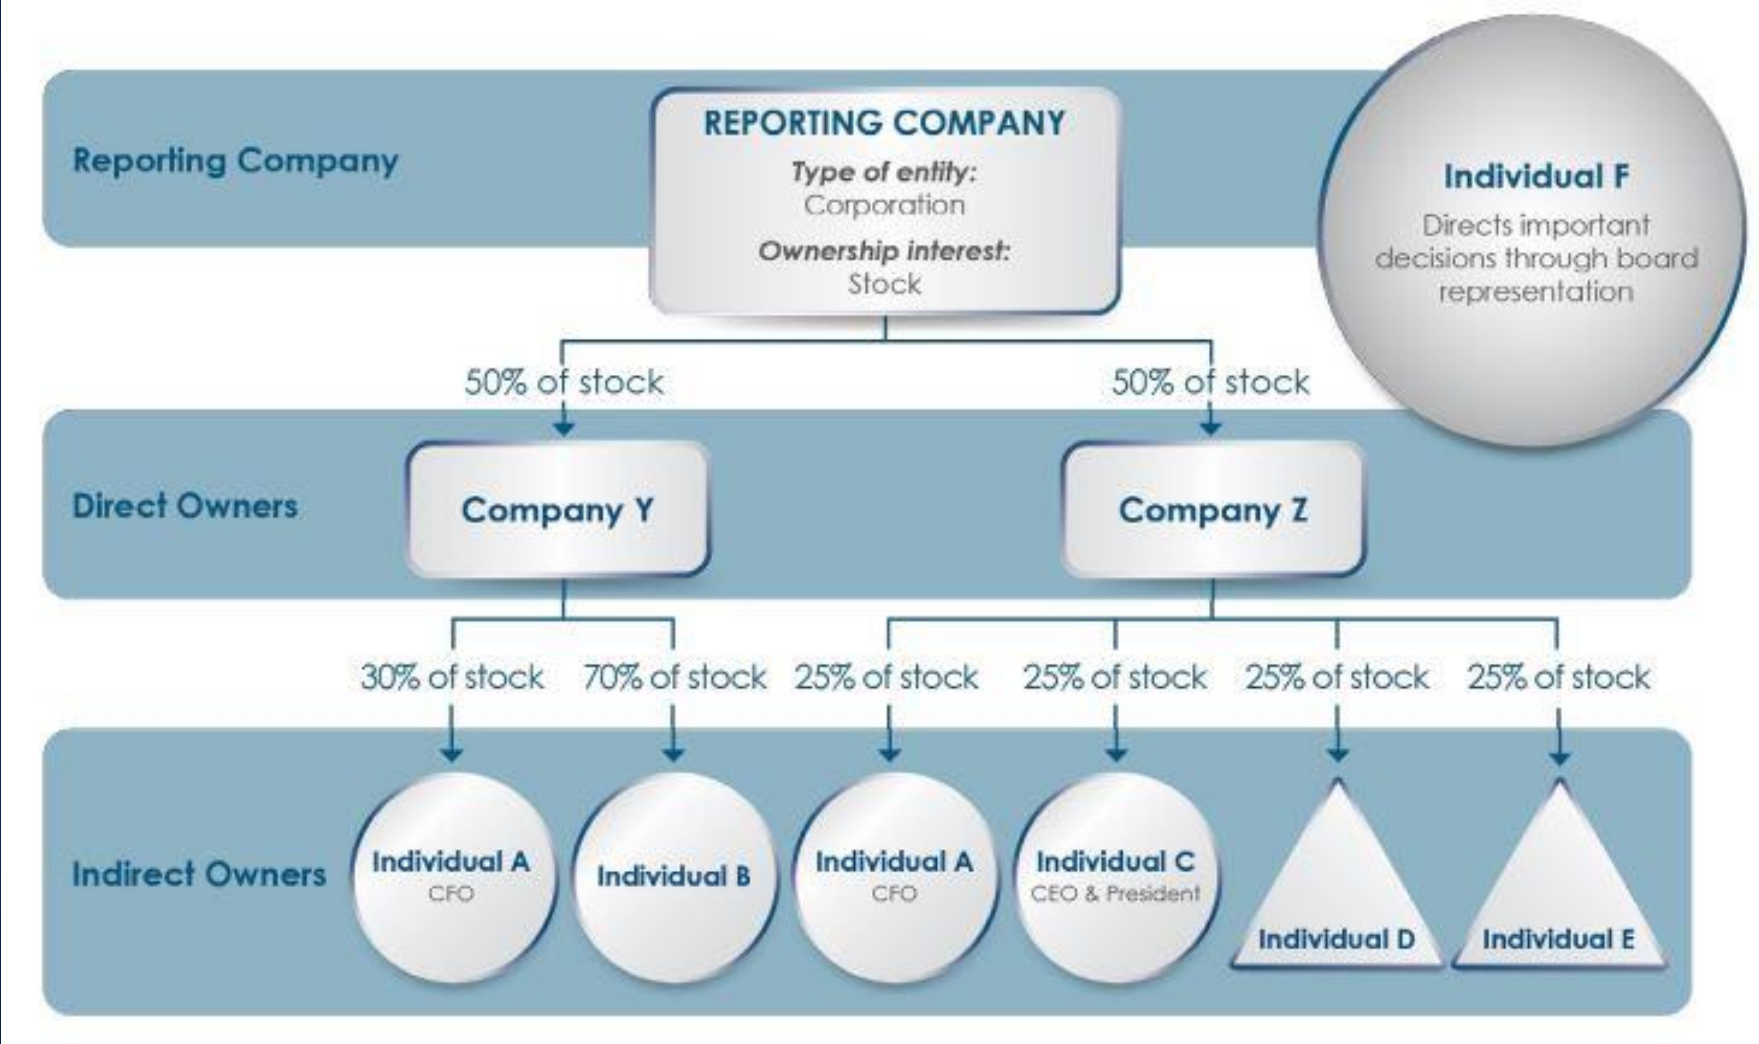 Reporting Company
REPORTING COMPANY
Type of entity:
Corporation
Ownership interest:
Stock
Individual F
Directs important
decisions through board
representation
50% of stock
50% of stock
Direct Owners
Company Y
Company Z
30% of stock
70% of stock
25% of stock
25% of stock
25% of stock
25% of stock
Indirect Owners
Individual A
CFO
Individual B
Individual A
CFO
Individual C
CEO & President
Individual D
Individual E